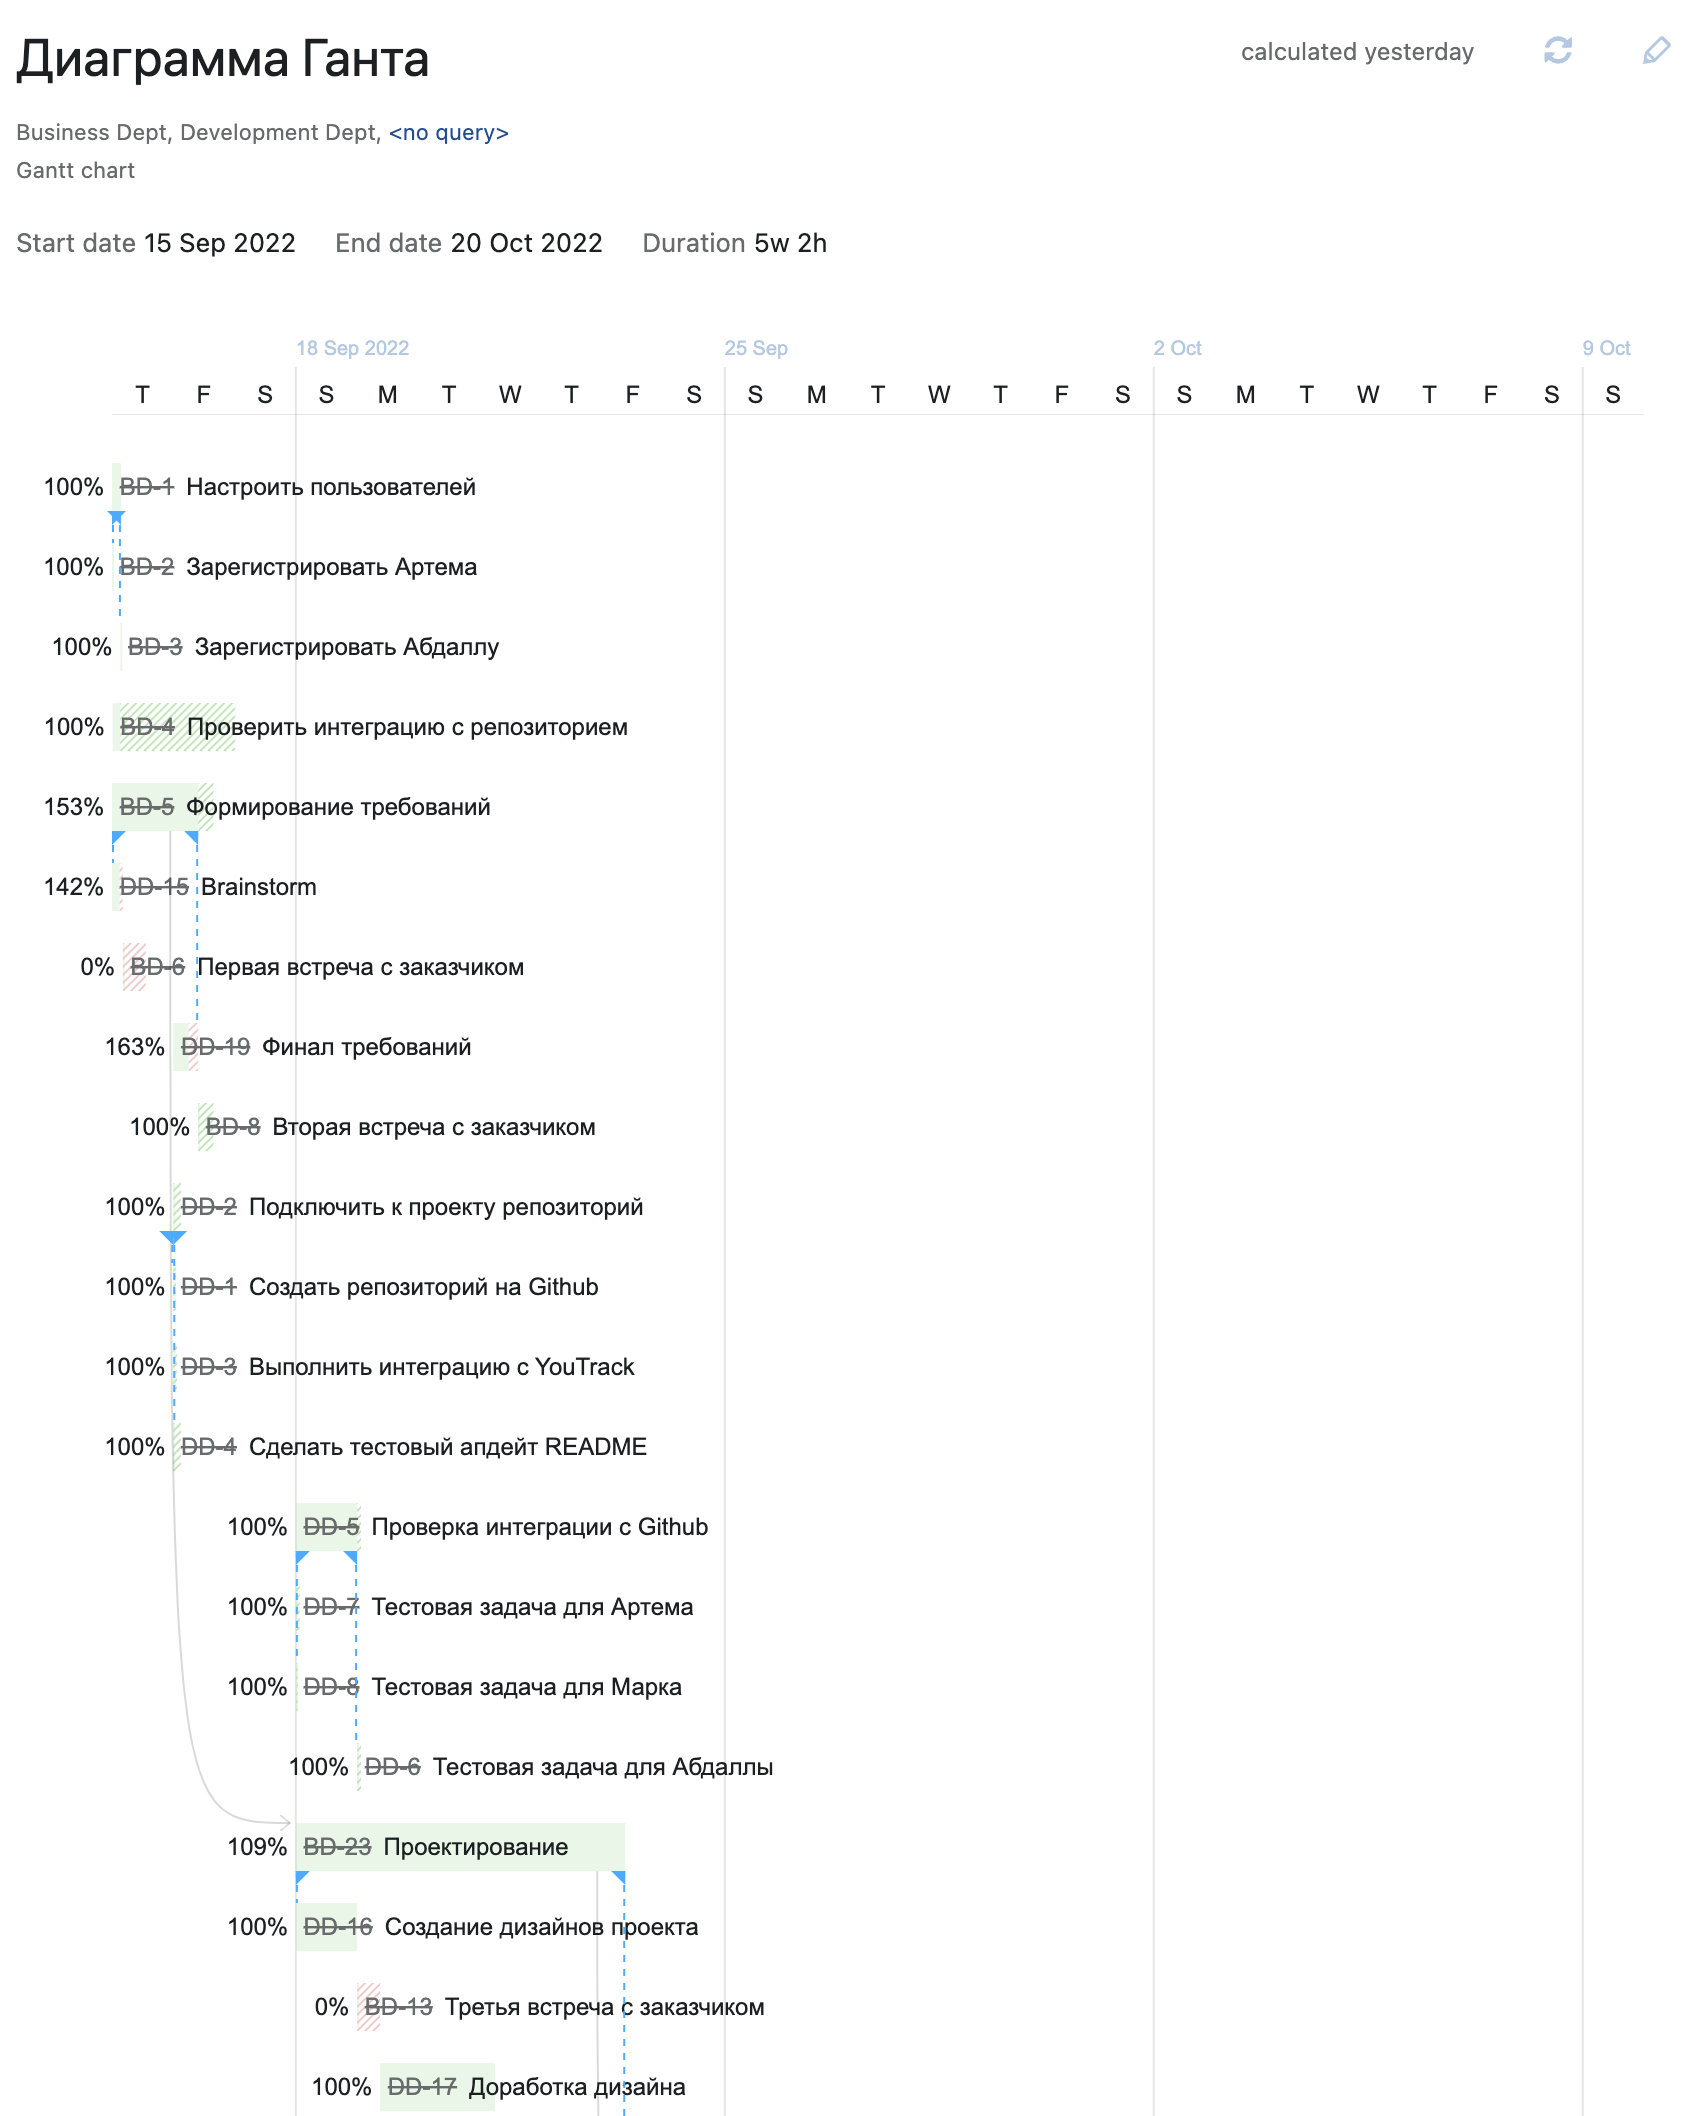 Диаграмма Ганта
calculated yesterday
Business Dept, Development Dept, <no query>
Gantt chart
Start date 15 Sep 2022 End date 20 Oct 2022 Duration 5w 2h
18 Sep 2022 25 Sep 2 Oct 9 Oct
T F S S M T W T F S S M T W T F S S M T W T F S S
100% BD-1 Настроить пользователей
100% BD-2 Зарегистрировать Артема
100% BD-3 Зарегистрировать Абдаллу
100% BD-4 Проверить интеграцию с репозиторием
153% BD-5 Формирование требований
142% DD-15 Brainstorm
0% BD-6 Первая встреча с заказчиком
163% DD-19 Финал требований
100% BD-8 Вторая встреча с заказчиком
100% DD-2 Подключить к проекту репозиторий
100% DD-1 Создать репозиторий на Github
100% DD-3 Выполнить интеграцию с YouTrack
100% DD-4 Сделать тестовый апдейт README
100% DD-5 Проверка интеграции с Github
100% DD-7 Тестовая задача для Артема
100% DD-8 Тестовая задача для Марка
100% DD-6 Тестовая задача для Абдаллы
109% BD-23 Проектирование
100% DD-16 Создание дизайнов проекта
0% BD-13 Третья встреча с заказчиком
100% DD-17 Доработка дизайна